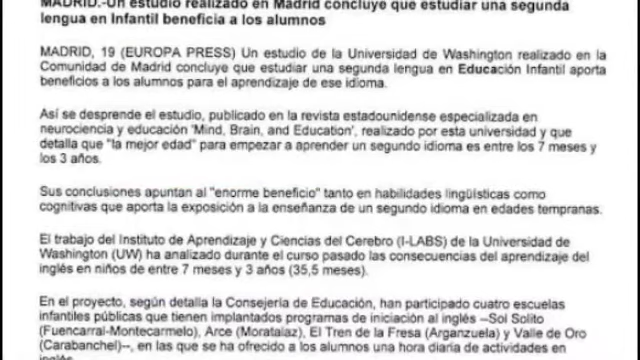 MADRID.-Un estudio realizado en Madrid concluye que estudiar una segunda
lengua en Infantil beneficia a los alumnos
MADRID, 19 (EUROPA PRESS) Un estudio de la Universidad de Washington realizado en la
Comunidad de Madrid concluye que estudiar una segunda lengua en Educación Infantil aporta
beneficios a los alumnos para el aprendizaje de ese idioma.
Así se desprende el estudio, publicado en la revista estadounidense especializada en
neurociencia y educación 'Mind, Brain, and Education', realizado por esta universidad y que
detalla que "la mejor edad" para empezar a aprender un segundo idioma es entre los 7 meses y
los 3 años.
Sus conclusiones apuntan al "enorme beneficio" tanto en habilidades lingüísticas como
cognitivas que aporta la exposición a la enseñanza de un segundo idioma en edades tempranas.
El trabajo del Instituto de Aprendizaje y Ciencias del Cerebro (I-LABS) de la Universidad de
Washington (UW) ha analizado durante el curso pasado las consecuencias del aprendizaje del
inglés en niños de entre 7 meses y 3 años (35,5 meses).
En el proyecto, según detalla la Consejería de Educación, han participado cuatro escuelas
infantiles públicas que tienen implantados programas de iniciación al inglés --Sol Solito
(Fuencarral-Montecarmelo), Arce (Moratalaz), El Tren de la Fresa (Arganzuela) y Valle de Oro
(Carabanchel)--, en las que se ha ofrecido a los alumnos una hora diaria de actividades en
inglés